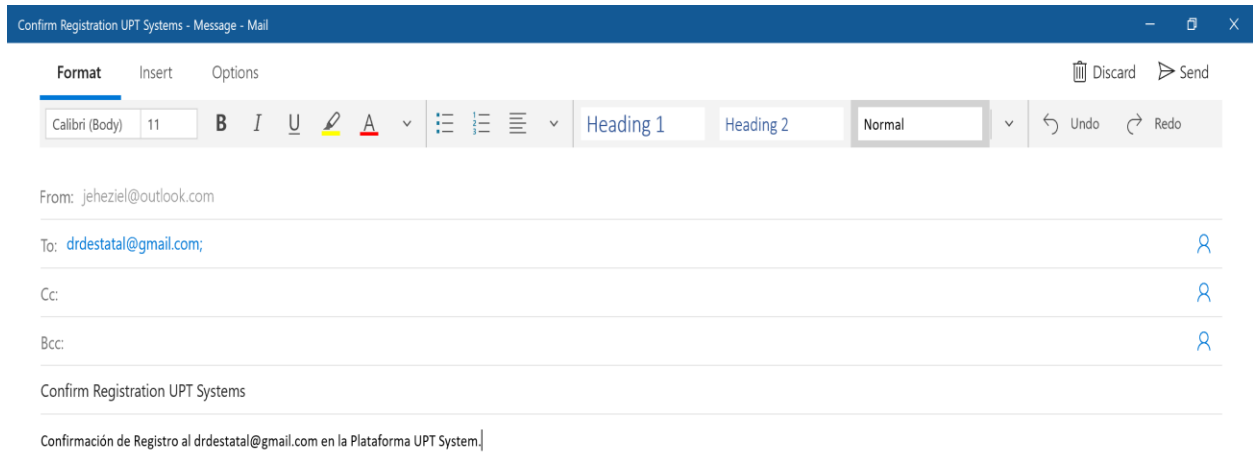 Confirm Registration UPT Systems - Message - Mail
Format Insert Options Discard Send
Calibri (Body) 11 B I U A Heading 1 Heading 2 Normal Undo Redo
From: jeheziel@outlook.com
To: drdestatal@gmail.com;
Cc:
Bcc:
Confirm Registration UPT Systems
Confirmación de Registro al drdestatal@gmail.com en la Plataforma UPT System.